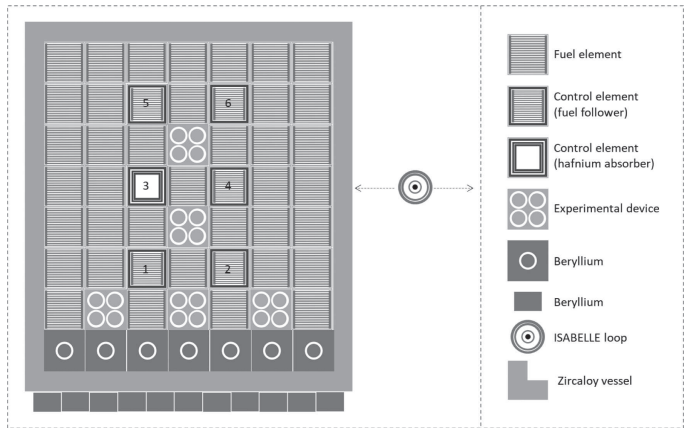 5 6
3 4
1 2
Fuel element
Control element
(fuel follower)
Control element
(hafnium absorber)
Experimental device
Beryllium
Beryllium
ISABELLE loop
Zircaloy vessel